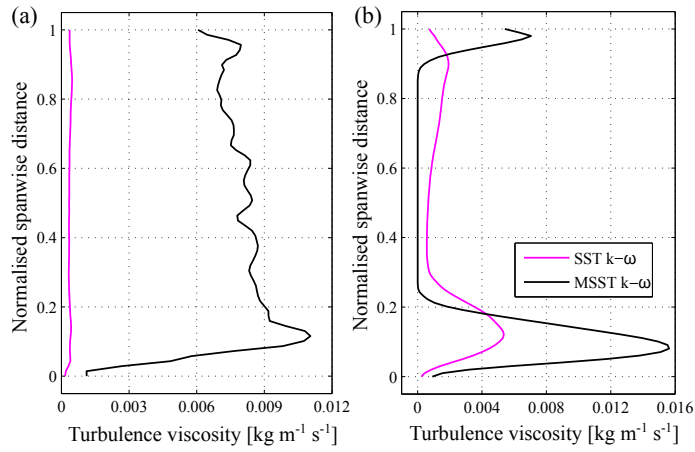 (a)
1
0.8
0.6
0.4
0.2
0
0
0.003
0.006
0.009
0.012
Normalised spanwise distance
Turbulence viscosity [kg m⁻¹ s⁻¹]
(b)
1
0.8
0.6
0.4
0.2
0
0
0.004
0.008
0.012
0.016
Normalised spanwise distance
Turbulence viscosity [kg m⁻¹ s⁻¹]
SST k−ω
MSST k−ω